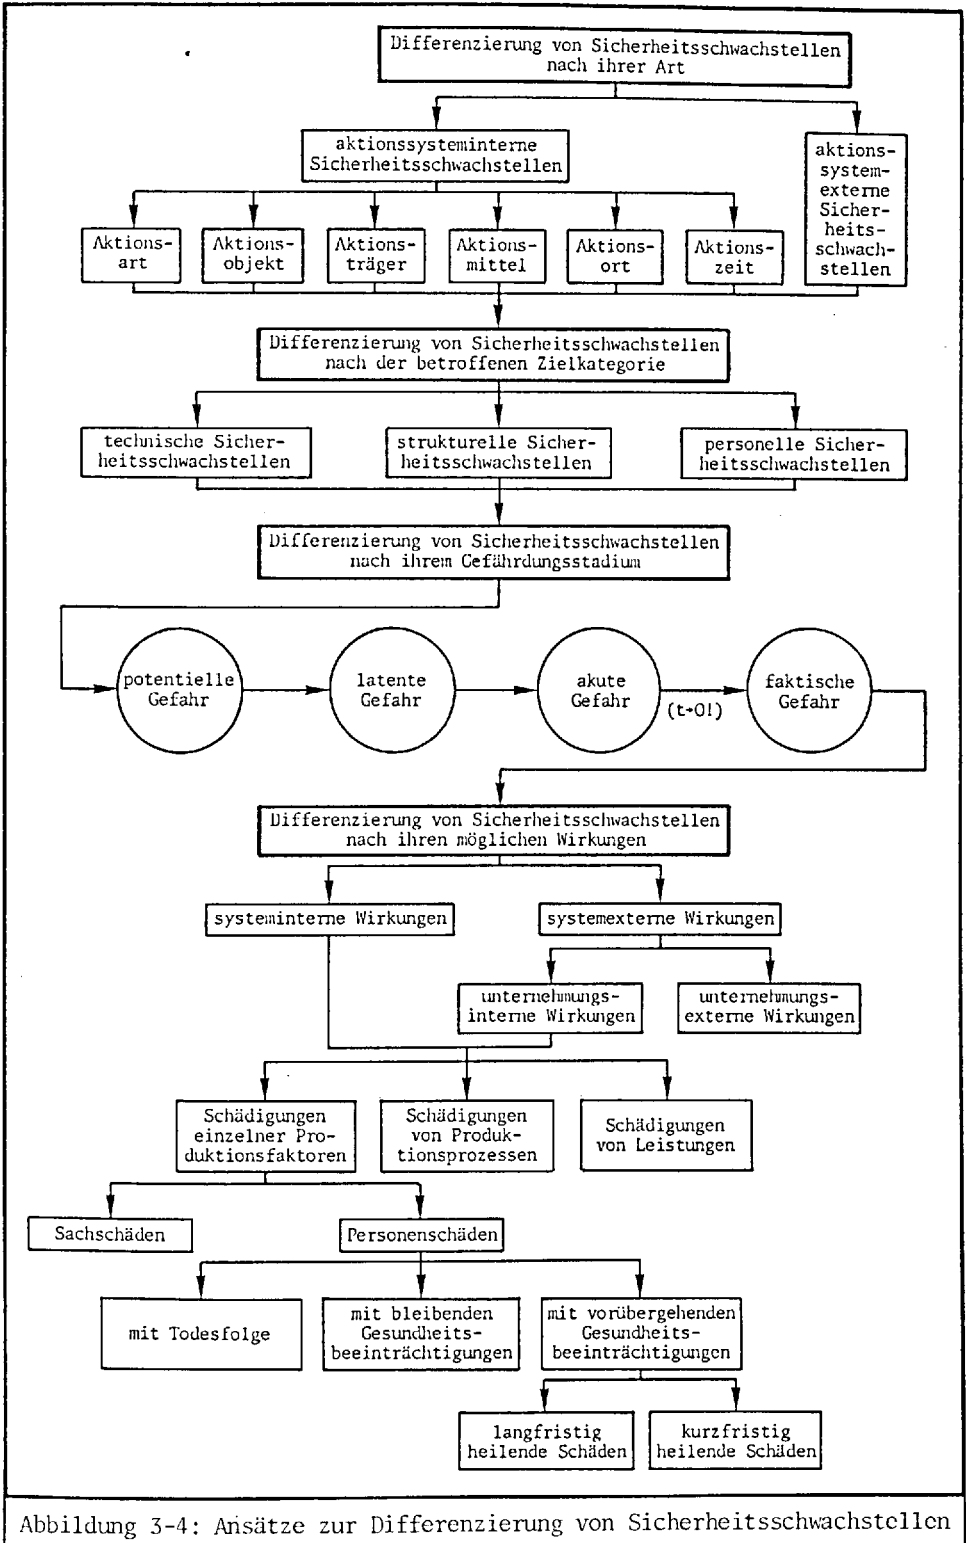 Differenzierung von Sicherheitsschwachstellen
nach ihrer Art
aktionssysteminterne
Sicherheitsschwachstellen
aktions-
system-
externe
Sicher-
heits-
schwach-
stellen
Aktions-
art
Aktions-
objekt
Aktions-
träger
Aktions-
mittel
Aktions-
ort
Aktions-
zeit
Differenzierung von Sicherheitsschwachstellen
nach der betroffenen Zielkategorie
technische Sicher-
heitsschwachstellen
strukturelle Sicher-
heitsschwachstellen
personelle Sicher-
heitsschwachstellen
Differenzierung von Sicherheitsschwachstellen
nach ihrem Gefährdungsstadium
potentielle
Gefahr
latente
Gefahr
akute
Gefahr
(t→0!)
faktische
Gefahr
Differenzierung von Sicherheitsschwachstellen
nach ihren möglichen Wirkungen
systeminterne Wirkungen
systemexterne Wirkungen
unternehmungs-
interne Wirkungen
unternehmungs-
externe Wirkungen
Schädigungen
einzelner Pro-
duktionsfaktoren
Schädigungen
von Produk-
tionsprozessen
Schädigungen
von Leistungen
Sachschäden
Personenschäden
mit Todesfolge
mit bleibenden
Gesundheits-
beeinträchtigungen
mit vorübergehenden
Gesundheits-
beeinträchtigungen
langfristig
heilende Schäden
kurzfristig
heilende Schäden
Abbildung 3-4: Ansätze zur Differenzierung von Sicherheitsschwachstellen